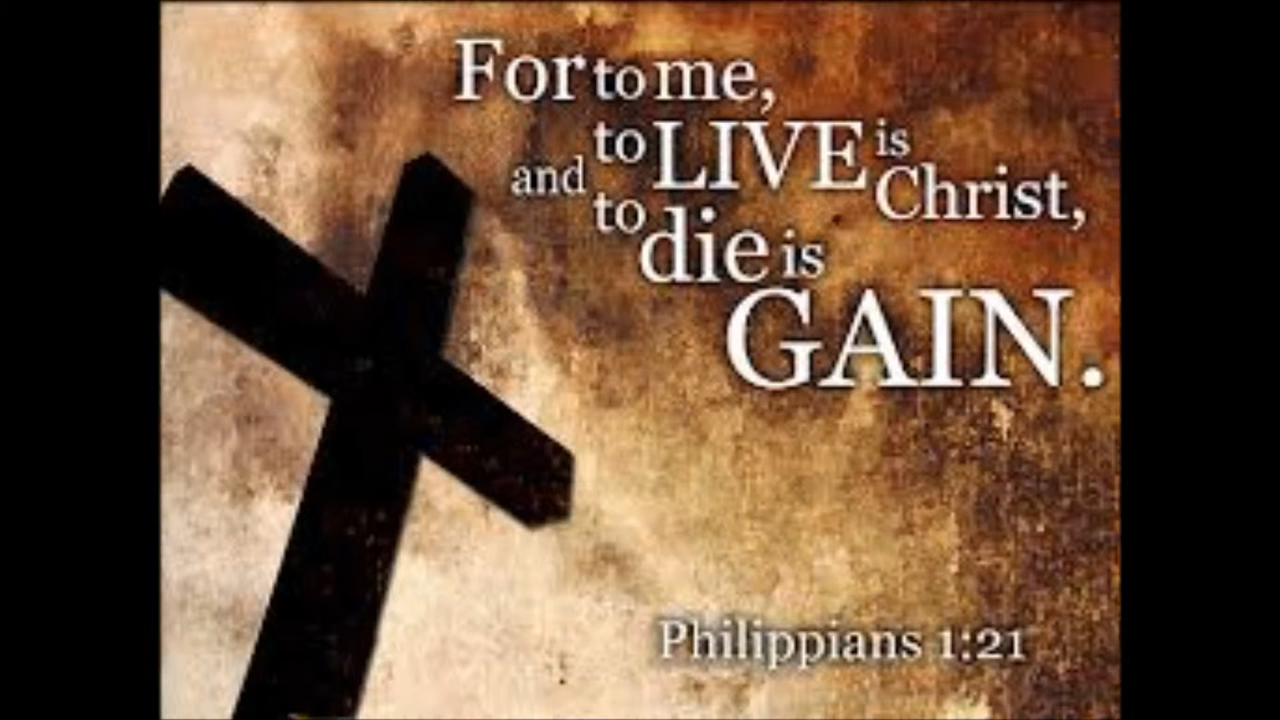 For to me,
to LIVE is Christ,
and to die is
GAIN.
Philippians 1:21